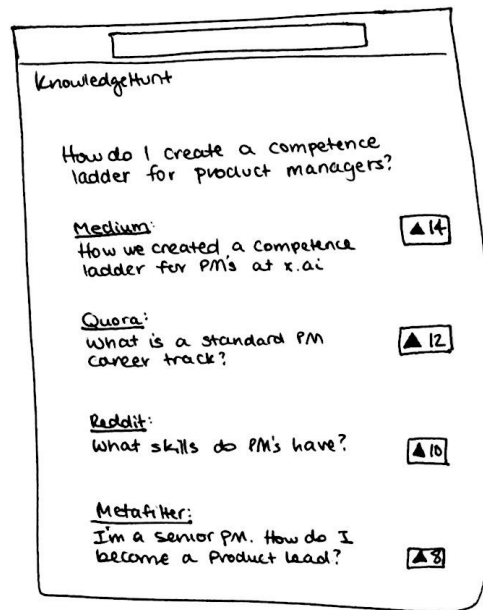 KnowledgeHunt
How do I create a competence
ladder for product managers?
Medium:
▲14
How we created a competence
ladder for PM's at x.ai
Quora:
What is a standard PM
career track?
▲12
Reddit:
What skills do PM's have?
▲10
Metafilter:
I'm a senior PM. How do I
become a Product Lead?
▲8